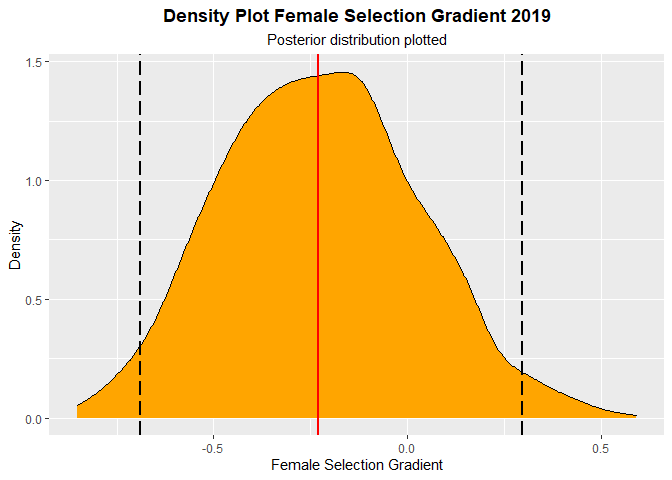 Density Plot Female Selection Gradient 2019
Posterior distribution plotted
1.5
1.0
0.5
0.0
Density
-0.5 0.0 0.5
Female Selection Gradient